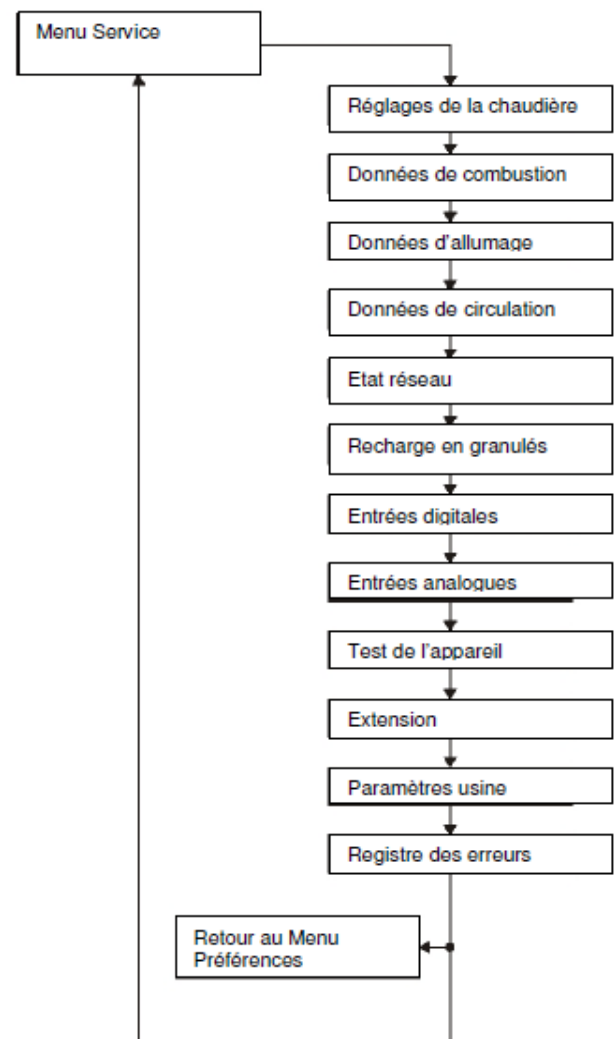 Menu Service
Réglages de la chaudière
Données de combustion
Données d'allumage
Données de circulation
Etat réseau
Recharge en granulés
Entrées digitales
Entrées analogues
Test de l'appareil
Extension
Paramètres usine
Registre des erreurs
Retour au Menu
Préférences